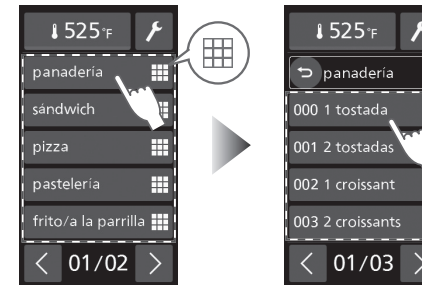 525°F
panadería
sándwich
pizza
pastelería
frito/a la parrilla
01/02
525°F
panadería
000 1 tostada
001 2 tostadas
002 1 croissant
003 2 croissants
01/03